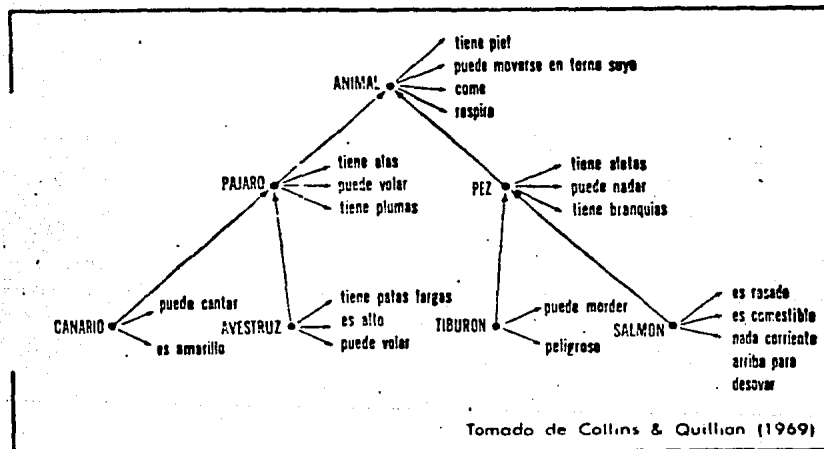 tiene piel
puede moverse en torno suyo
ANIMAL
come
respira
tiene alas
PAJARO
puede volar
tiene plumas
tiene aletas
PEZ
puede nadar
tiene branquias
puede cantar
CANARIO
es amarillo
tiene patas largas
AVESTRUZ
es alto
puede volar
puede morder
TIBURON
peligroso
es rosado
es comestible
SALMON
nada corriente
arriba para
desovar
Tomado de Collins & Quillian (1969)